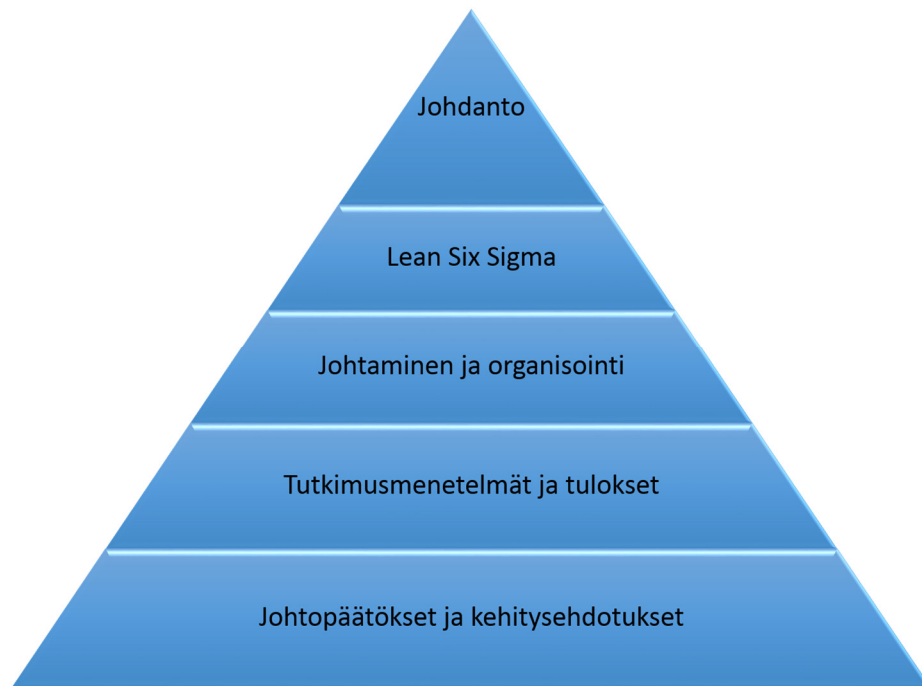 Johdanto
Lean Six Sigma
Johtaminen ja organisointi
Tutkimusmenetelmät ja tulokset
Johtopäätökset ja kehitysehdotukset